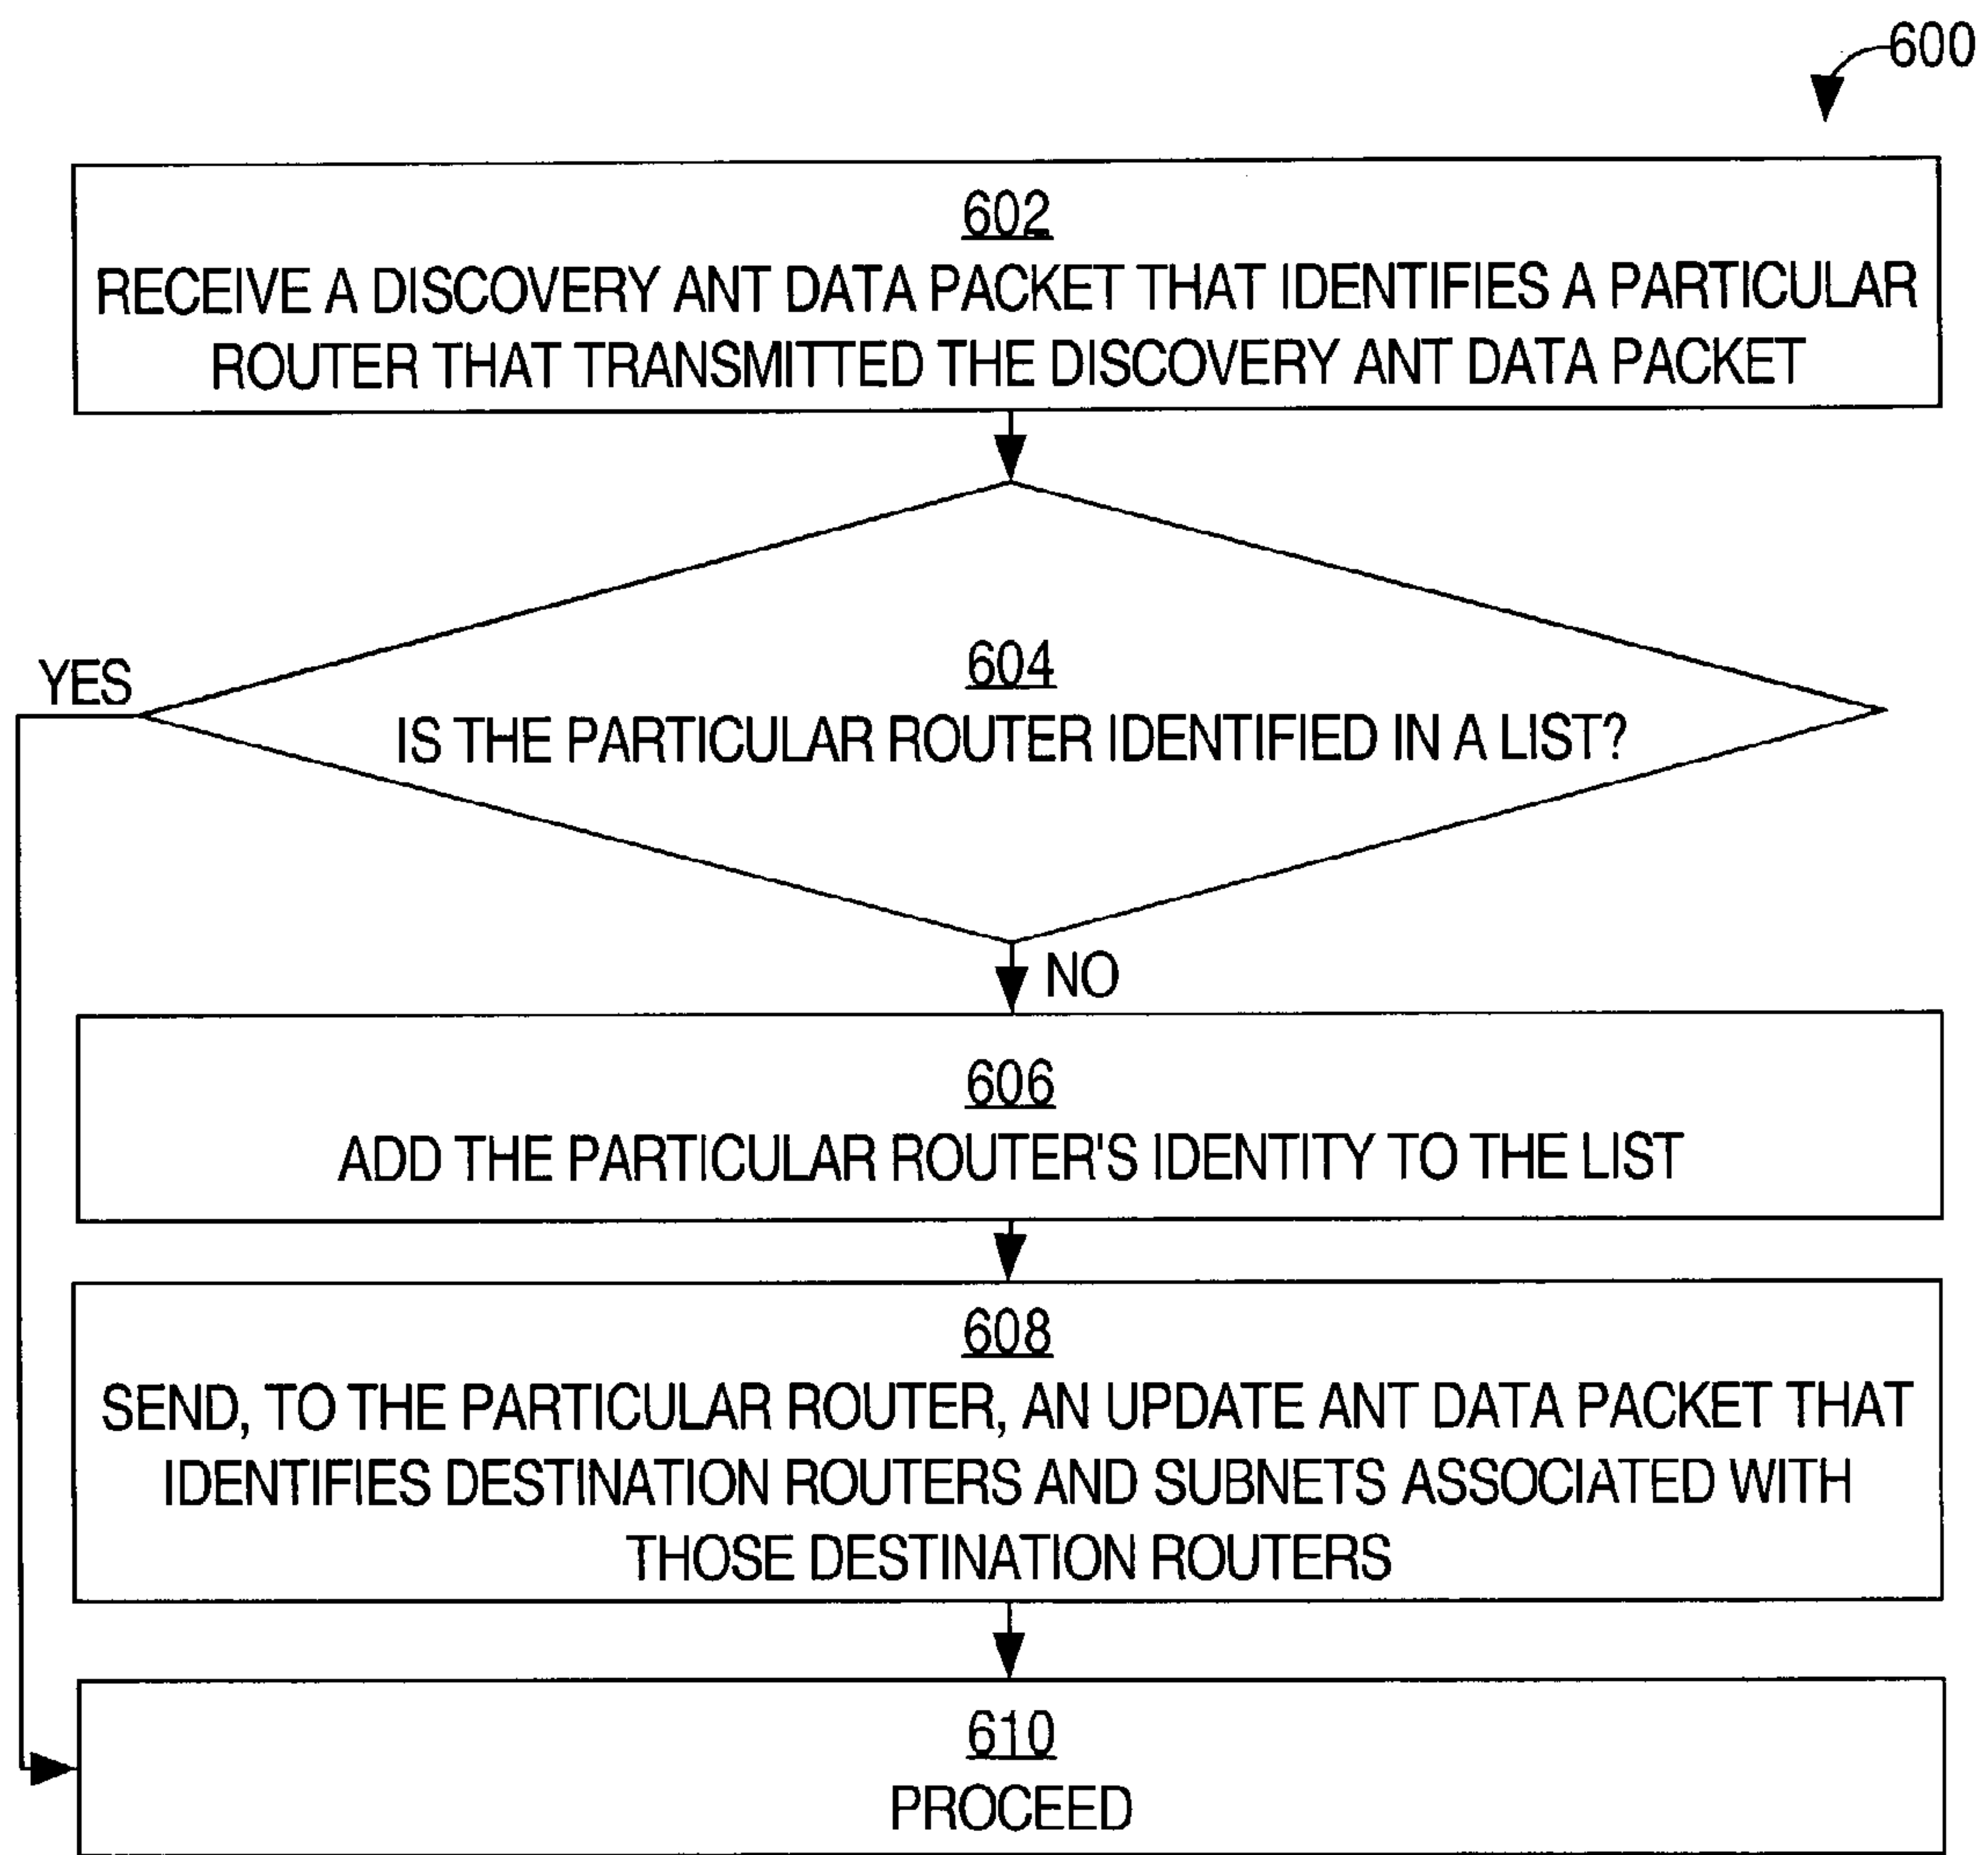 600
602
RECEIVE A DISCOVERY ANT DATA PACKET THAT IDENTIFIES A PARTICULAR
ROUTER THAT TRANSMITTED THE DISCOVERY ANT DATA PACKET
604
IS THE PARTICULAR ROUTER IDENTIFIED IN A LIST?
YES
NO
606
ADD THE PARTICULAR ROUTER'S IDENTITY TO THE LIST
608
SEND, TO THE PARTICULAR ROUTER, AN UPDATE ANT DATA PACKET THAT
IDENTIFIES DESTINATION ROUTERS AND SUBNETS ASSOCIATED WITH
THOSE DESTINATION ROUTERS
610
PROCEED